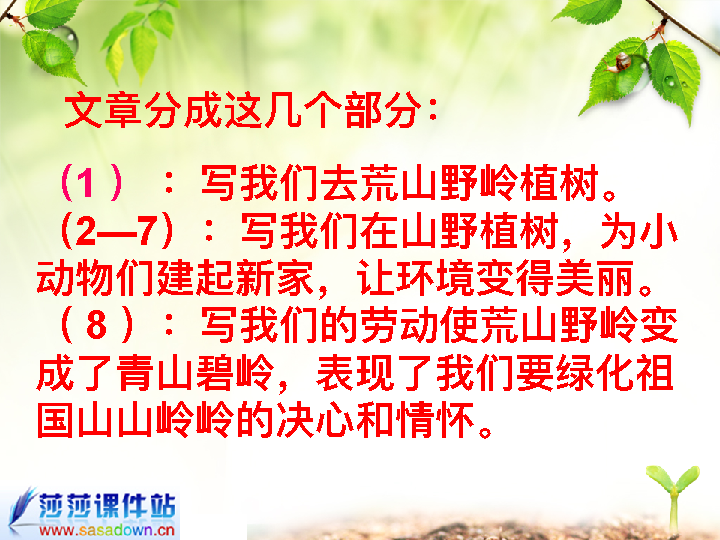 文章分成这几个部分：
（1 ） ：写我们去荒山野岭植树。
（2—7）：写我们在山野植树，为小
动物们建起新家，让环境变得美丽。
（ 8 ）：写我们的劳动使荒山野岭变
成了青山碧岭，表现了我们要绿化祖
国山山岭岭的决心和情怀。
莎莎课件站
www.sasadown.cn